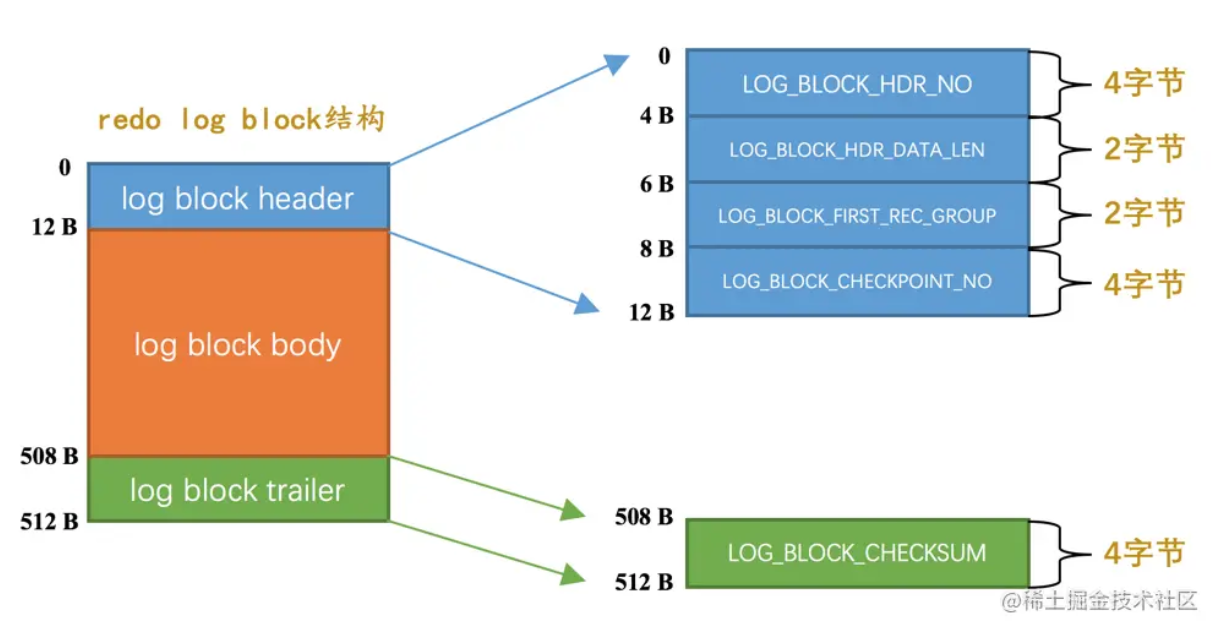 redo log block结构
0
log block header
12 B
log block body
508 B
log block trailer
512 B
0
LOG_BLOCK_HDR_NO
4字节
4 B
LOG_BLOCK_HDR_DATA_LEN
2字节
6 B
LOG_BLOCK_FIRST_REC_GROUP
2字节
8 B
LOG_BLOCK_CHECKPOINT_NO
4字节
12 B
508 B
LOG_BLOCK_CHECKSUM
4字节
512 B
@稀土掘金技术社区